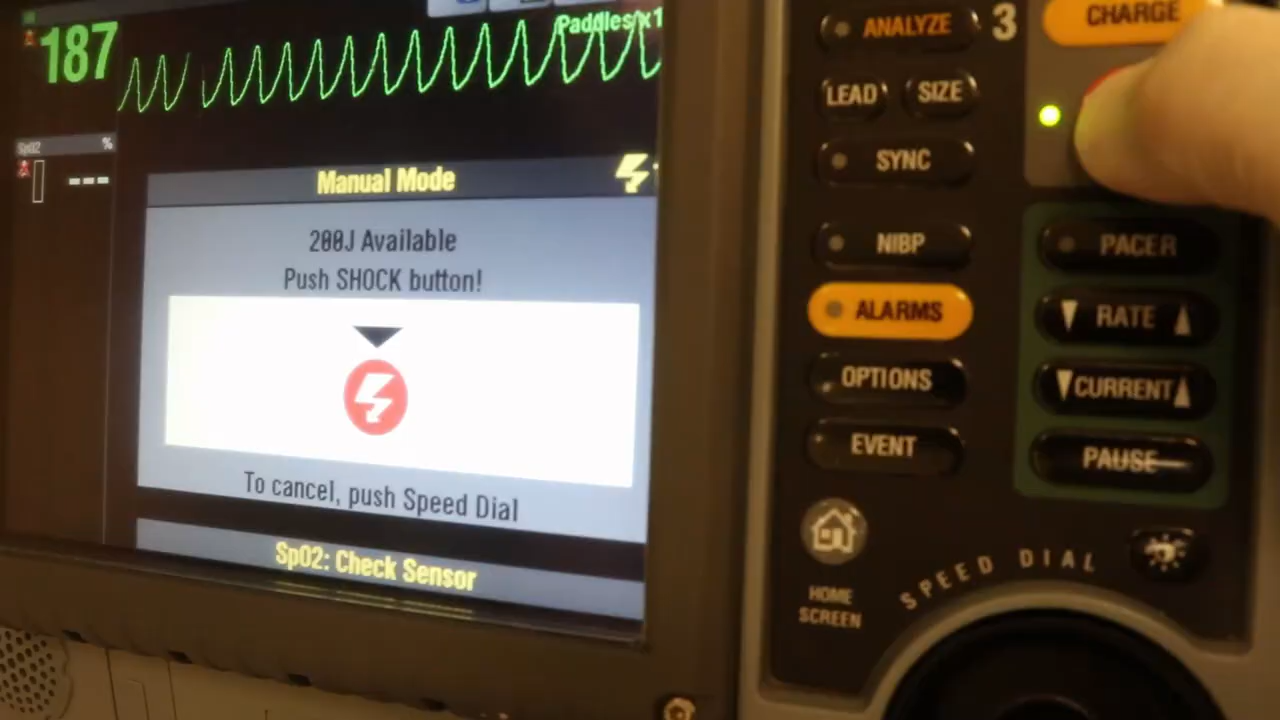 187
Paddles x1
SpO2 %
---
Manual Mode
200J Available
Push SHOCK button!
To cancel, push Speed Dial
SpO2: Check Sensor
ANALYZE
3
CHARGE
LEAD
SIZE
SYNC
NIBP
PACER
ALARMS
RATE
OPTIONS
CURRENT
EVENT
PAUSE
HOME
SCREEN
SPEED DIAL